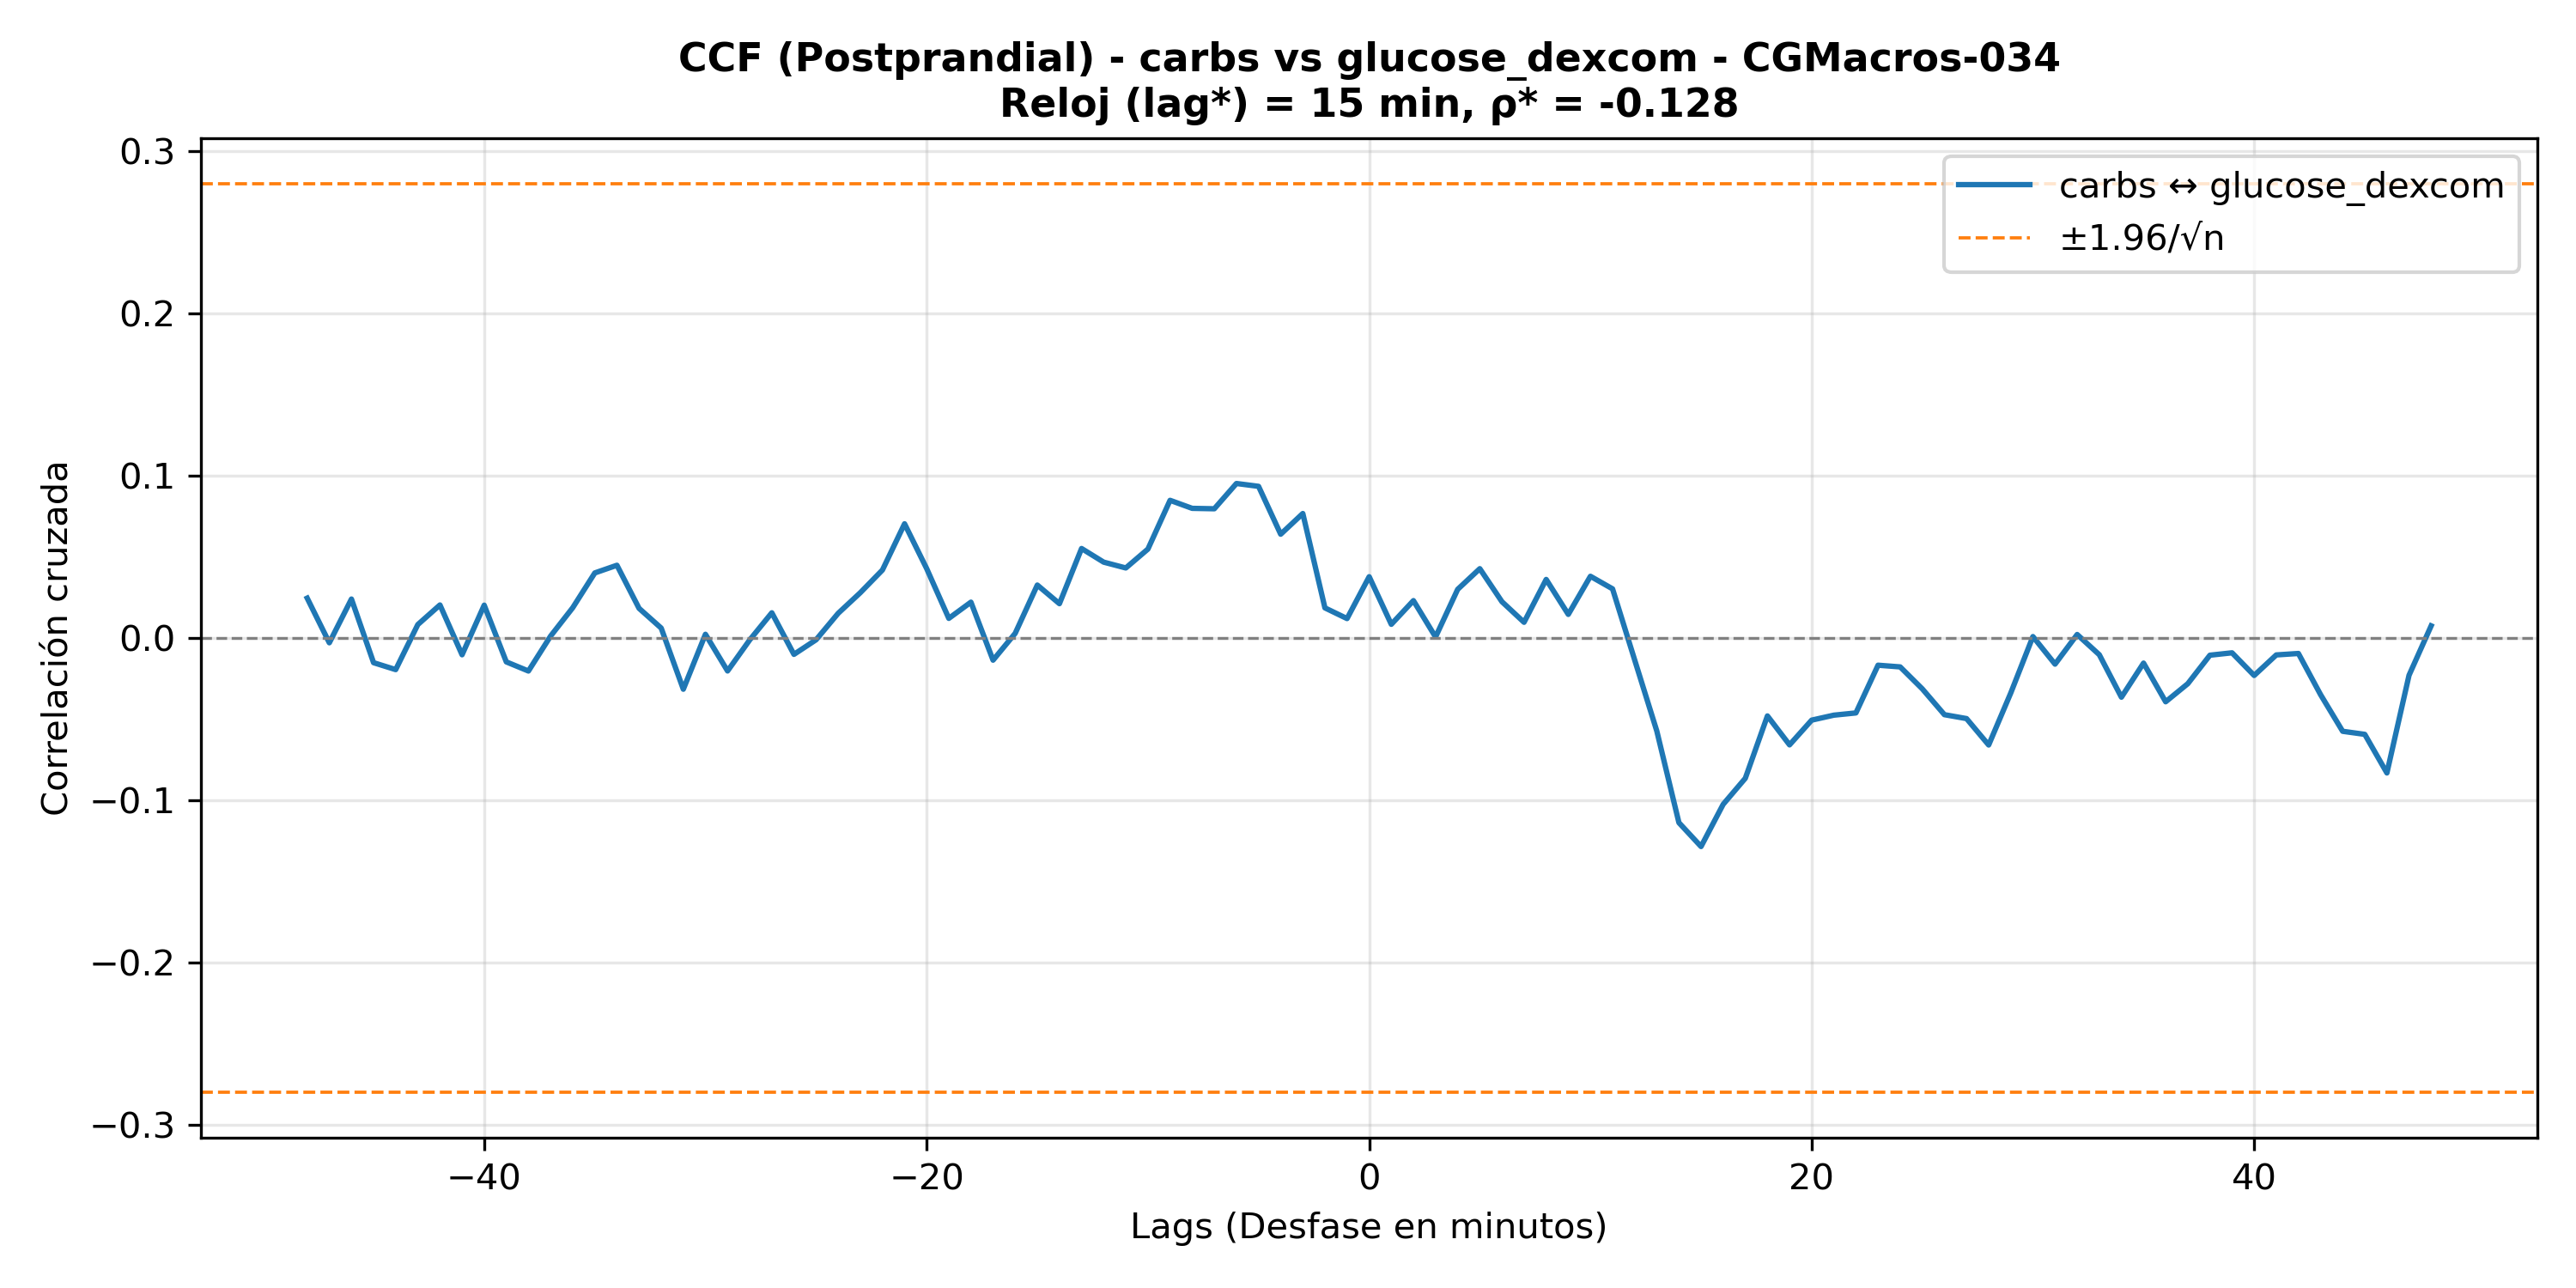 CCF (Postprandial) - carbs vs glucose_dexcom - CGMacros-034
Reloj (lag*) = 15 min, ρ* = -0.128
carbs ↔ glucose_dexcom
±1.96/√n
Correlación cruzada
0.3
0.2
0.1
0.0
−0.1
−0.2
−0.3
−40
−20
0
20
40
Lags (Desfase en minutos)